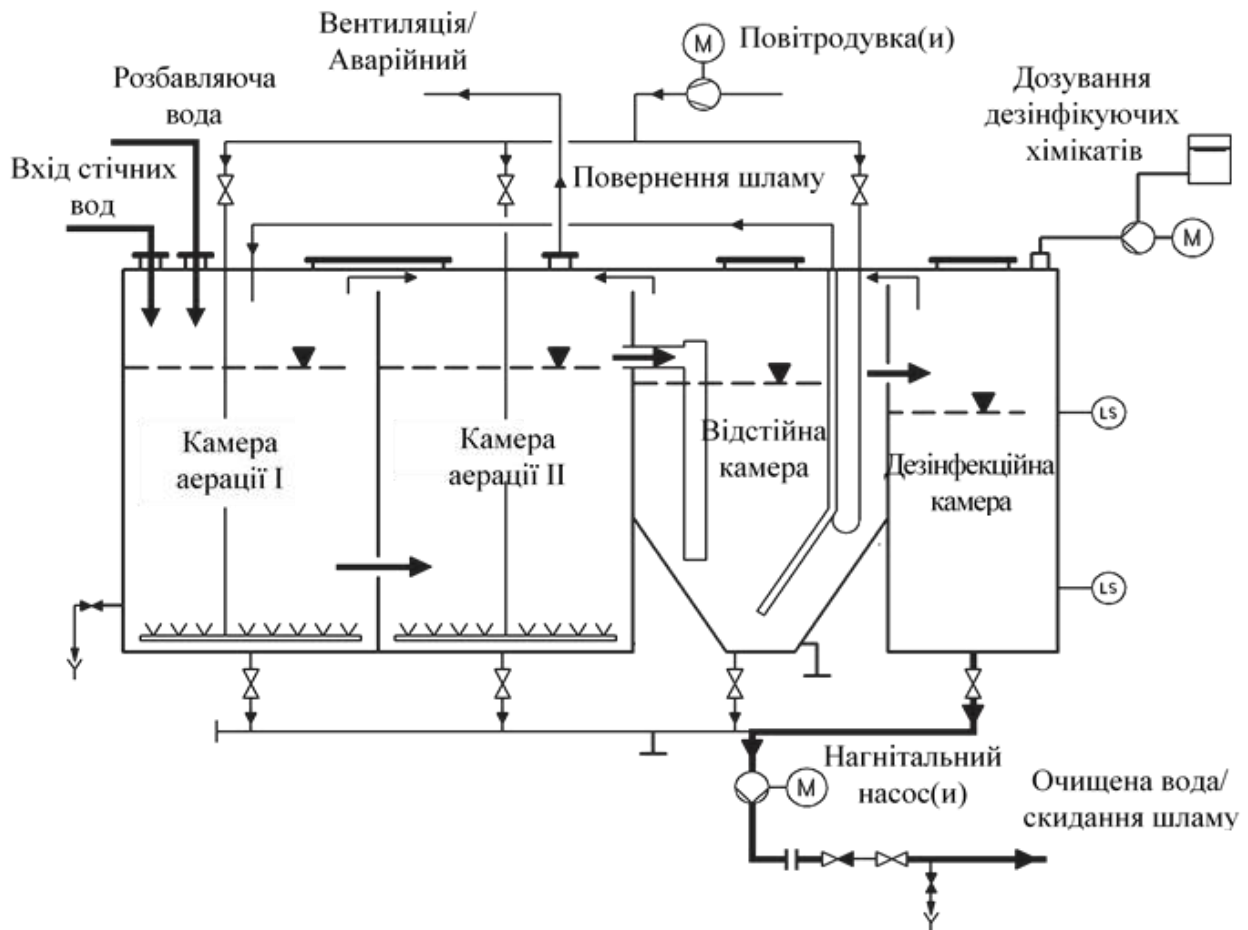 Вентиляція/
Аварійний
M
Повітродувка(и)
Розбавляюча
вода
Дозування
дезінфікуючих
хімікатів
Вхід стічних
вод
Повернення шламу
M
Камера
аерації I
Камера
аерації II
Відстійна
камера
Дезінфекційна
камера
LS
LS
Нагнітальний
насос(и)
M
Очищена вода/
скидання шламу